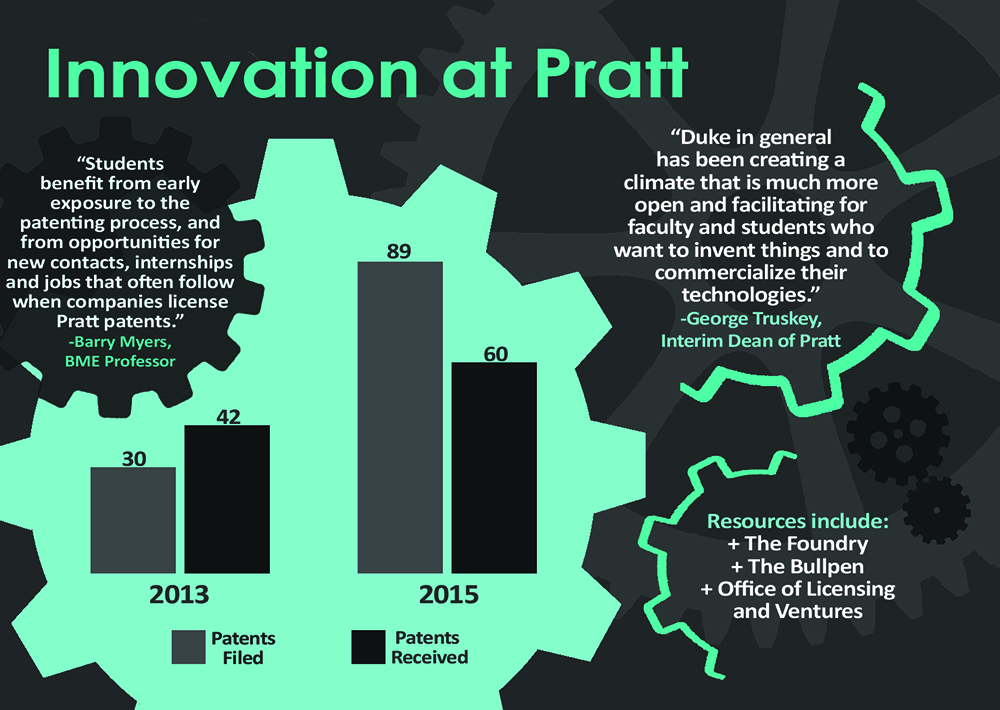 Innovation at Pratt
“Students
benefit from early
exposure to the
patenting process, and
from opportunities for
new contacts, internships
and jobs that often follow
when companies license
Pratt patents.”
-Barry Myers,
BME Professor
“Duke in general
has been creating a
climate that is much more
open and facilitating for
faculty and students who
want to invent things and to
commercialize their
technologies.”
-George Truskey,
Interim Dean of Pratt
30
42
89
60
2013
2015
Patents
Filed
Patents
Received
Resources include:
+ The Foundry
+ The Bullpen
+ Office of Licensing
and Ventures